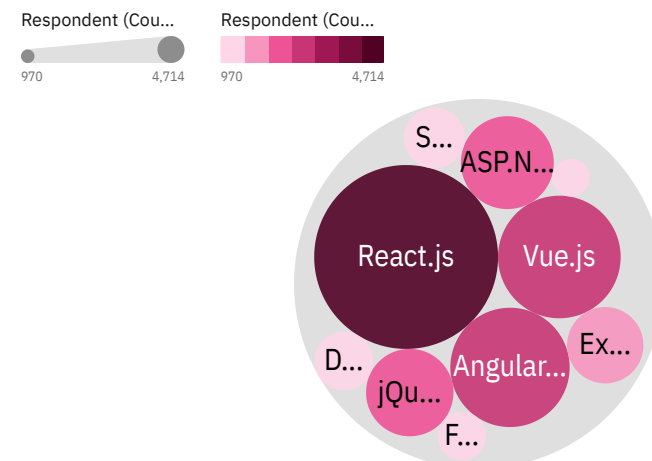 Respondent (Cou...
Respondent (Cou...
970
4,714
970
4,714
S...
ASP.N...
React.js
Vue.js
Ex...
D...
Angular...
jQu...
F...